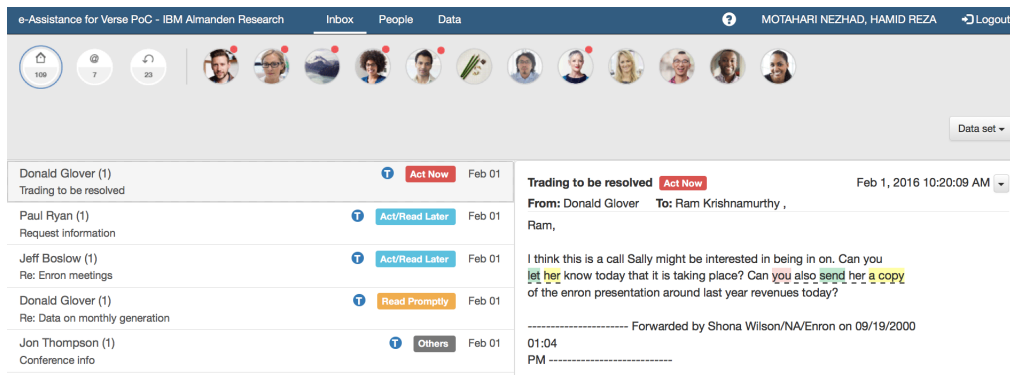 e-Assistance for Verse PoC - IBM Almanden Research Inbox People Data ? MOTAHARI NEZHAD, HAMID REZA Logout
109 @ 7 23
Data set
Donald Glover (1) T Act Now Feb 01
Trading to be resolved
Paul Ryan (1) T Act/Read Later Feb 01
Request information
Jeff Boslow (1) T Act/Read Later Feb 01
Re: Enron meetings
Donald Glover (1) T Read Promptly Feb 01
Re: Data on monthly generation
Jon Thompson (1) T Others Feb 01
Conference info
Trading to be resolved Act Now Feb 1, 2016 10:20:09 AM
From: Donald Glover To: Ram Krishnamurthy ,
Ram,
I think this is a call Sally might be interested in being in on. Can you
let her know today that it is taking place? Can you also send her a copy
of the enron presentation around last year revenues today?
---------------------- Forwarded by Shona Wilson/NA/Enron on 09/19/2000
01:04
PM ---------------------------